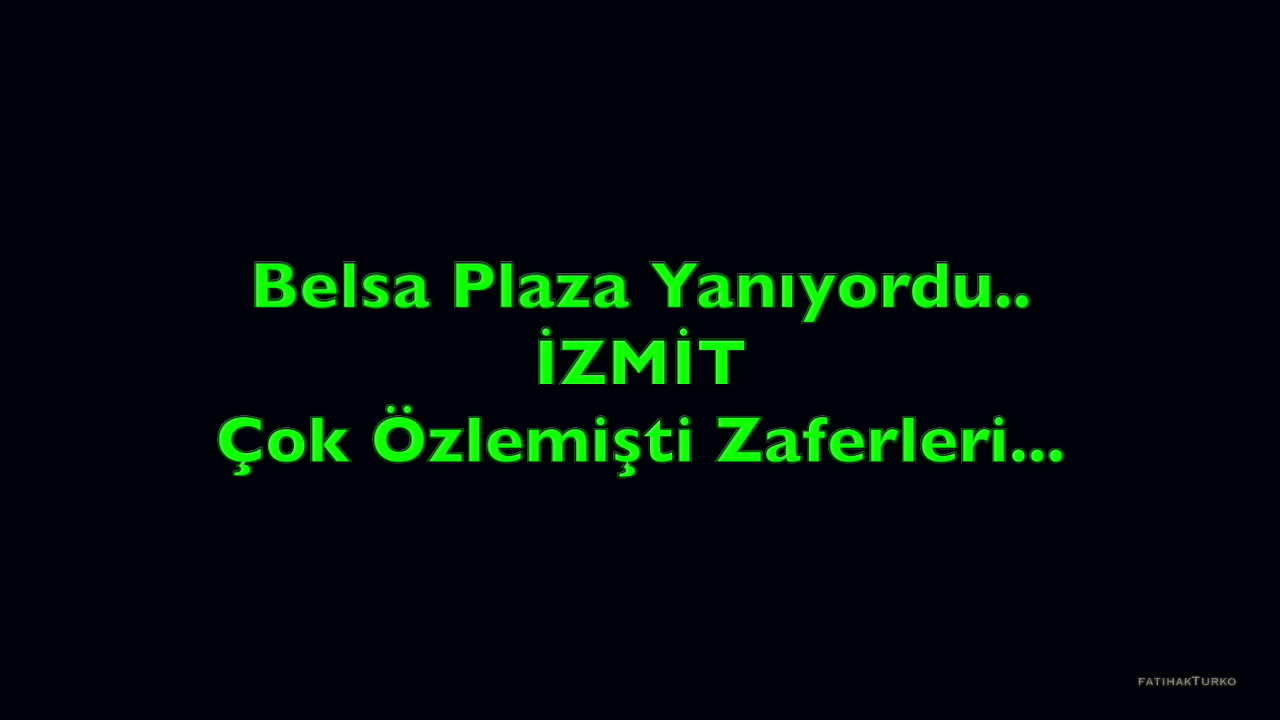 Belsa Plaza Yanıyordu..
İZMİT
Çok Özlemişti Zaferleri...
FATIHAKTURKO